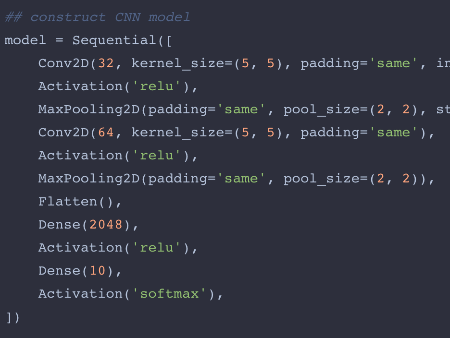 ## construct CNN model
model = Sequential([
    Conv2D(32, kernel_size=(5, 5), padding='same',
    Activation('relu'),
    MaxPooling2D(padding='same', pool_size=(2, 2),
    Conv2D(64, kernel_size=(5, 5), padding='same'),
    Activation('relu'),
    MaxPooling2D(padding='same', pool_size=(2, 2)),
    Flatten(),
    Dense(2048),
    Activation('relu'),
    Dense(10),
    Activation('softmax'),
])